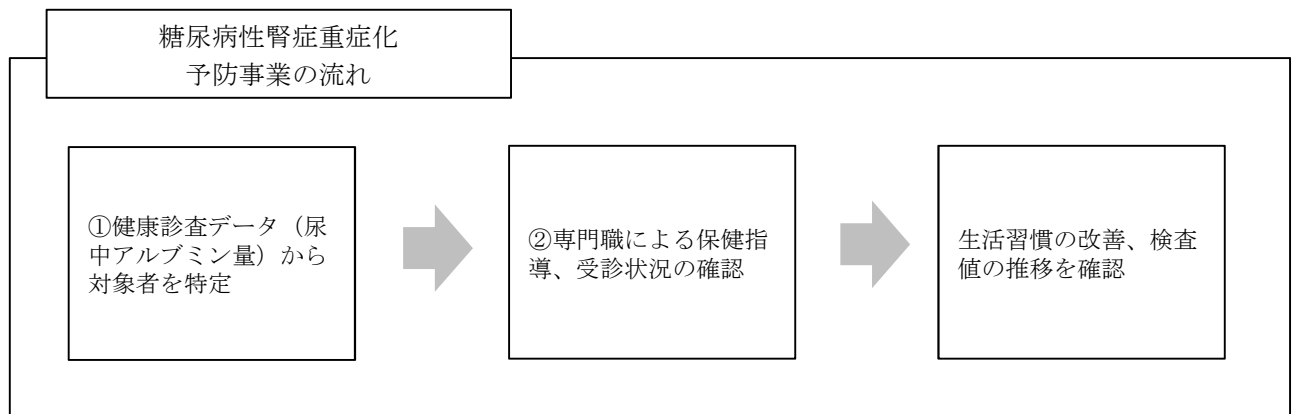 糖尿病性腎症重症化
予防事業の流れ
①健康診査データ（尿
中アルブミン量）から
対象者を特定
②専門職による保健指
導、受診状況の確認
生活習慣の改善、検査
値の推移を確認